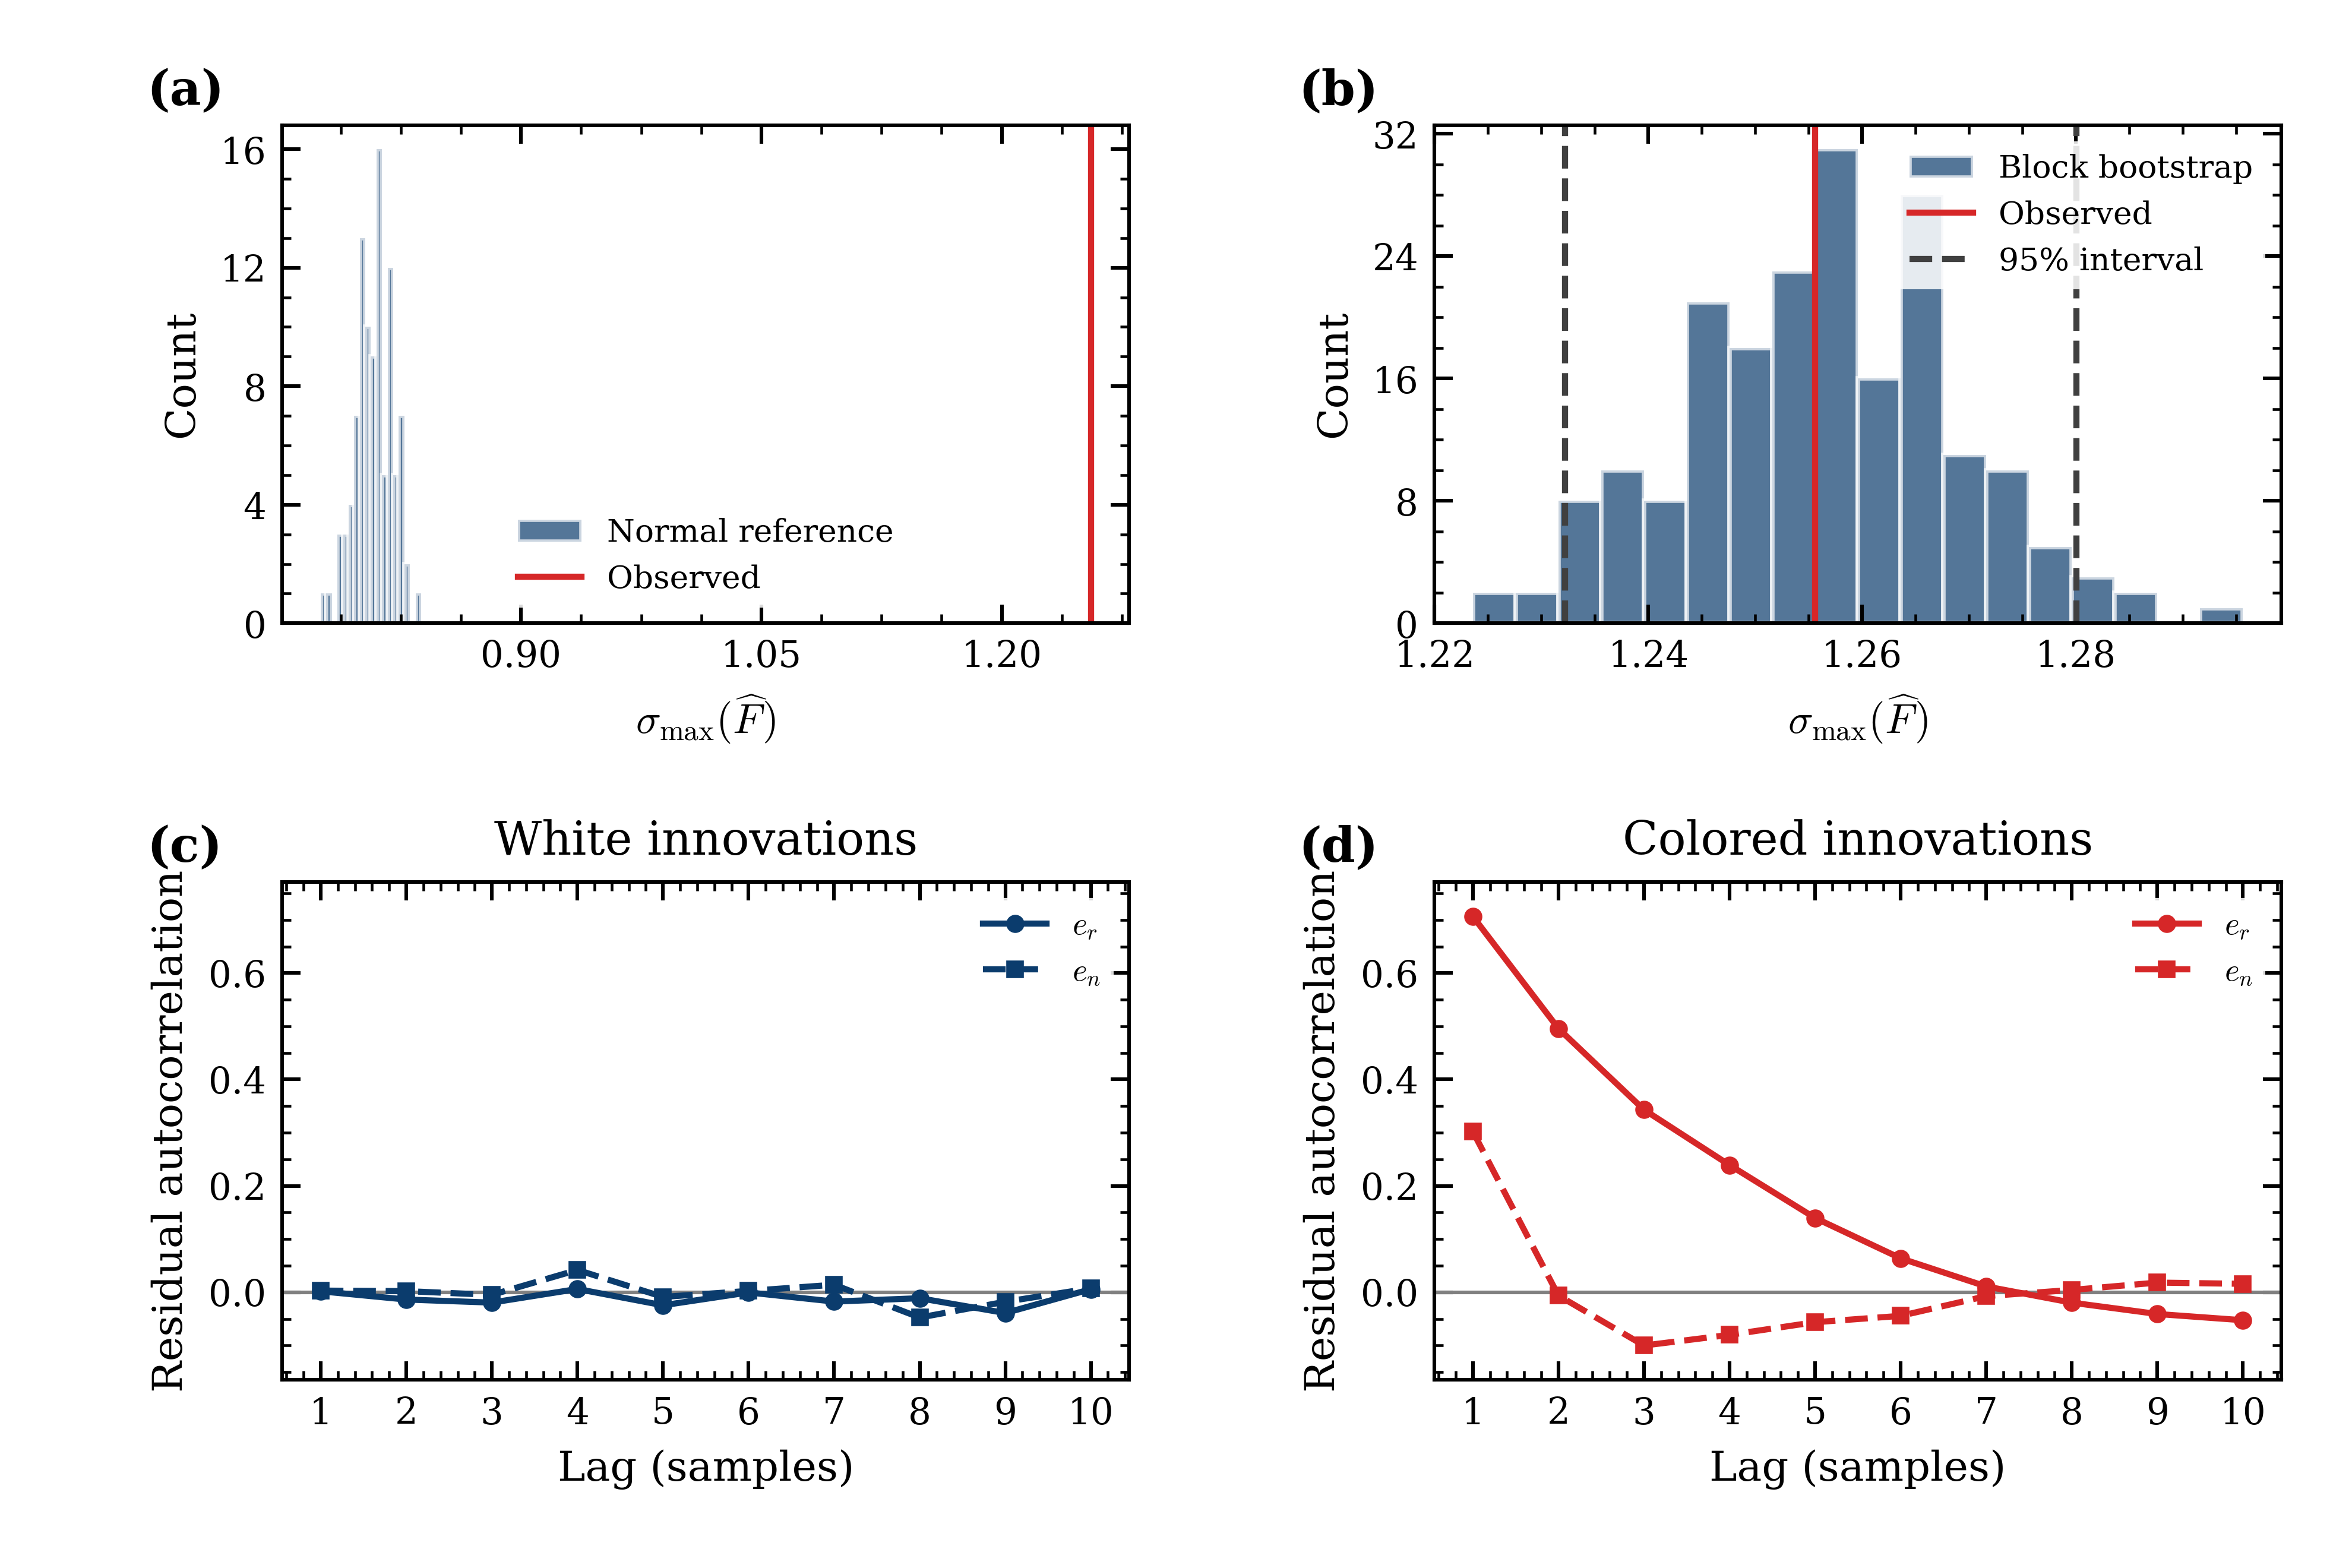 (a)
16
12
8
4
0
Count
Normal reference
Observed
0.90 1.05 1.20
σ_max(F̂)
(b)
32
24
16
8
0
Count
Block bootstrap
Observed
95% interval
1.22 1.24 1.26 1.28
σ_max(F̂)
(c)
White innovations
Residual autocorrelation
0.6
0.4
0.2
0.0
e_r
e_n
1 2 3 4 5 6 7 8 9 10
Lag (samples)
(d)
Colored innovations
Residual autocorrelation
0.6
0.4
0.2
0.0
e_r
e_n
1 2 3 4 5 6 7 8 9 10
Lag (samples)